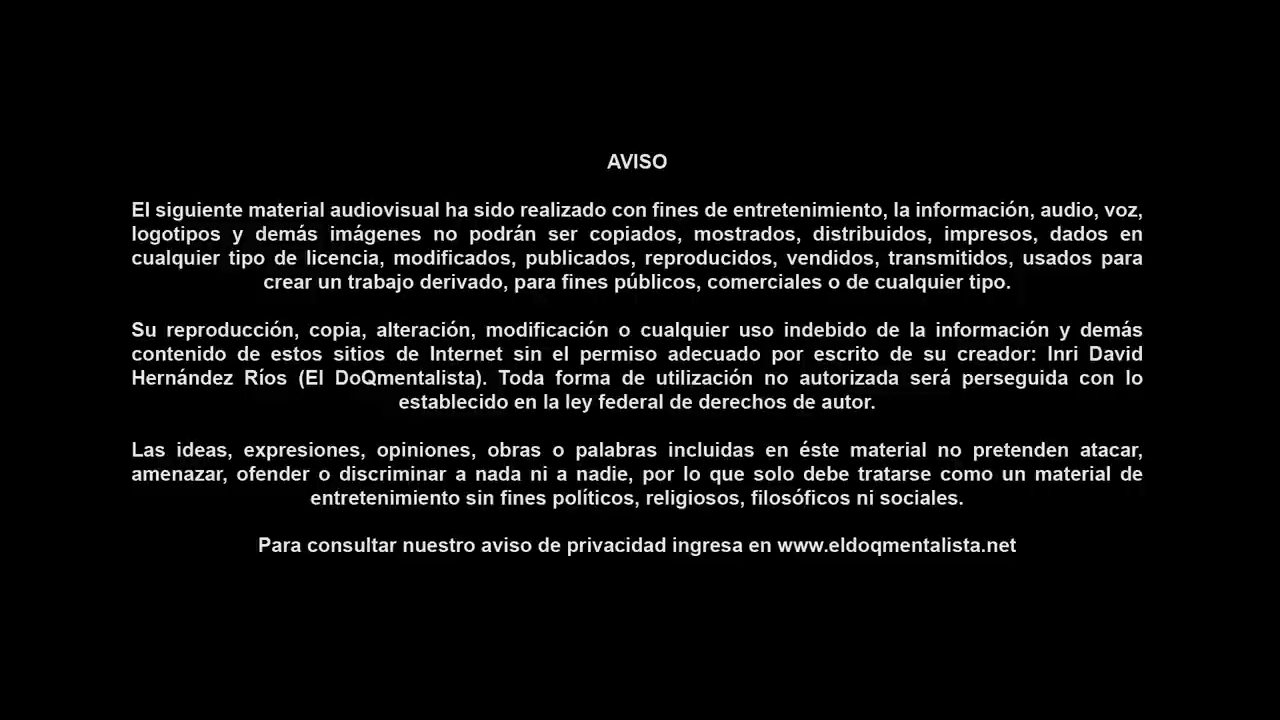 AVISO
El siguiente material audiovisual ha sido realizado con fines de entretenimiento, la información, audio, voz,
logotipos y demás imágenes no podrán ser copiados, mostrados, distribuidos, impresos, dados en
cualquier tipo de licencia, modificados, publicados, reproducidos, vendidos, transmitidos, usados para
crear un trabajo derivado, para fines públicos, comerciales o de cualquier tipo.
Su reproducción, copia, alteración, modificación o cualquier uso indebido de la información y demás
contenido de estos sitios de Internet sin el permiso adecuado por escrito de su creador: Inri David
Hernández Ríos (El DoQmentalista). Toda forma de utilización no autorizada será perseguida con lo
establecido en la ley federal de derechos de autor.
Las ideas, expresiones, opiniones, obras o palabras incluidas en éste material no pretenden atacar,
amenazar, ofender o discriminar a nada ni a nadie, por lo que solo debe tratarse como un material de
entretenimiento sin fines políticos, religiosos, filosóficos ni sociales.
Para consultar nuestro aviso de privacidad ingresa en www.eldoqmentalista.net